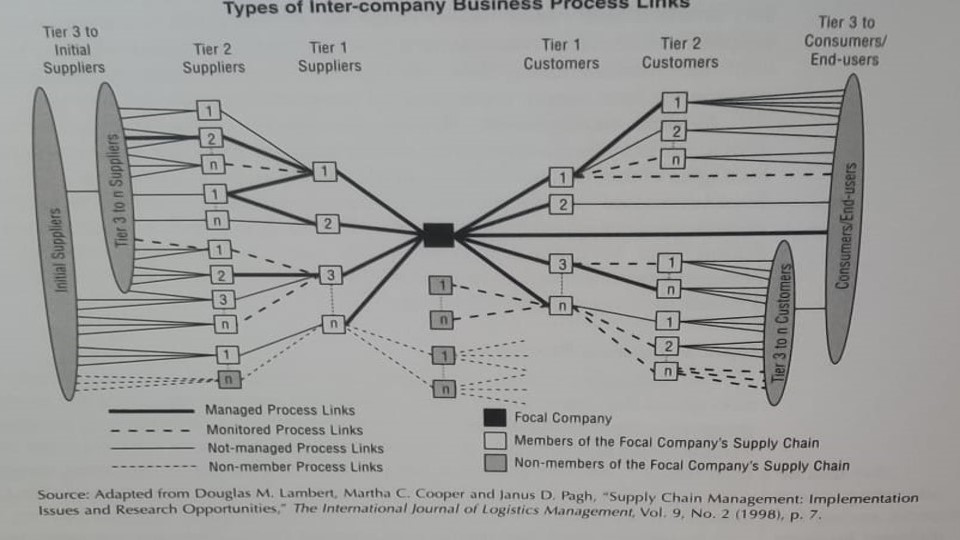 Types of Inter-company Business Process Links
Tier 3 to
Initial
Suppliers
Tier 2
Suppliers
Tier 1
Suppliers
Tier 1
Customers
Tier 2
Customers
Tier 3 to
Consumers/
End-users
Initial Suppliers
Tier 3 to n Suppliers
1
2
n
1
n
1
2
3
n
1
n
1
2
3
n
1
n
1
n
1
2
3
n
1
2
n
1
n
1
2
n
Tier 3 to n Customers
Consumers/End-users
Managed Process Links
Monitored Process Links
Not-managed Process Links
Non-member Process Links
Focal Company
Members of the Focal Company's Supply Chain
Non-members of the Focal Company's Supply Chain
Source: Adapted from Douglas M. Lambert, Martha C. Cooper and Janus D. Pagh, "Supply Chain Management: Implementation
Issues and Research Opportunities," The International Journal of Logistics Management, Vol. 9, No. 2 (1998), p. 7.